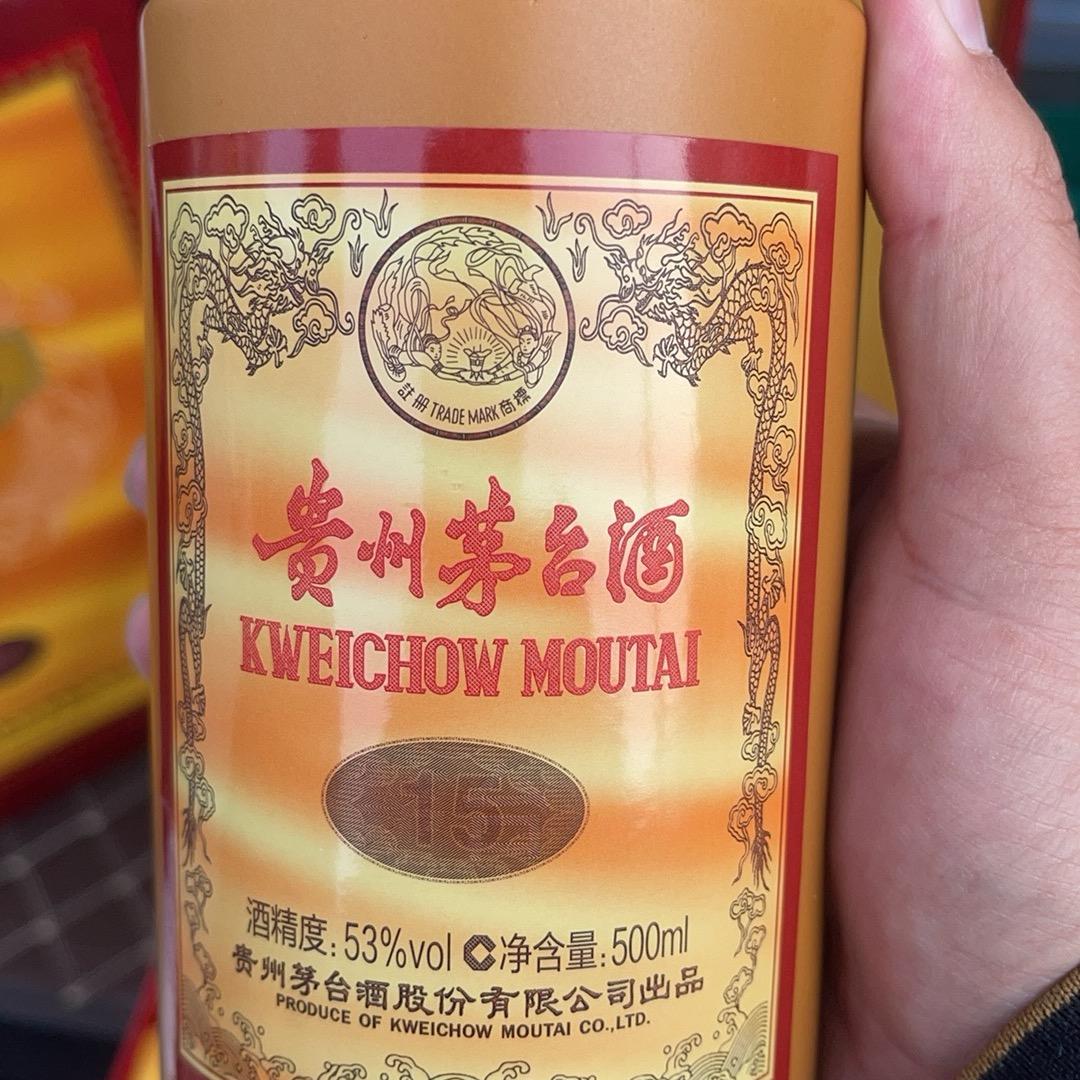 註冊 TRADE MARK 商標
贵州茅台酒
KWEICHOW MOUTAI
15
酒精度: 53%vol 净含量: 500ml
贵州茅台酒股份有限公司出品
PRODUCE OF KWEICHOW MOUTAI CO.,LTD.